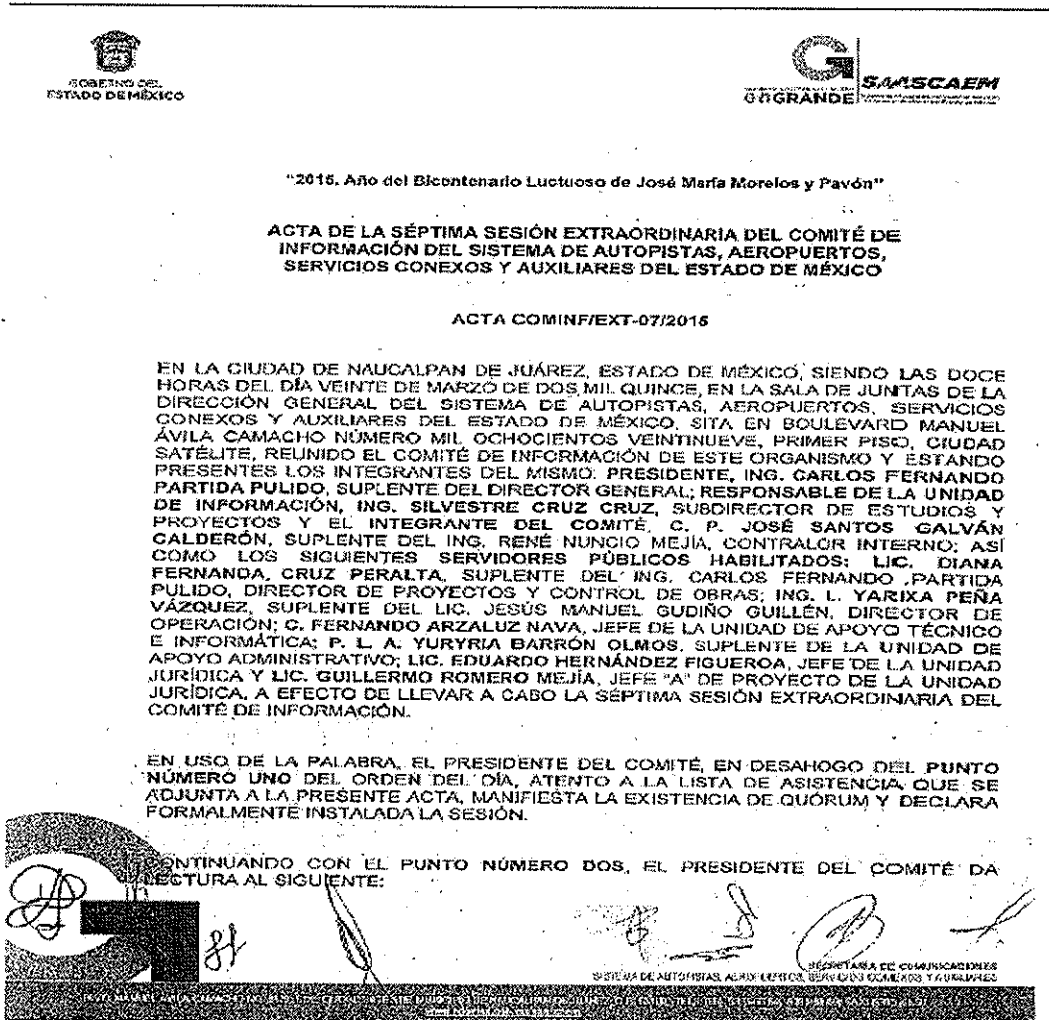 GOBIERNO DEL
ESTADO DE MÉXICO
GRANDE
SAASCAEM
"2015. Año del Bicentenario Luctuoso de José María Morelos y Pavón"
ACTA DE LA SÉPTIMA SESIÓN EXTRAORDINARIA DEL COMITÉ DE
INFORMACIÓN DEL SISTEMA DE AUTOPISTAS, AEROPUERTOS,
SERVICIOS CONEXOS Y AUXILIARES DEL ESTADO DE MÉXICO
ACTA COMINF/EXT-07/2015
EN LA CIUDAD DE NAUCALPAN DE JUÁREZ, ESTADO DE MÉXICO, SIENDO LAS DOCE
HORAS DEL DÍA VEINTE DE MARZO DE DOS MIL QUINCE, EN LA SALA DE JUNTAS DE LA
DIRECCIÓN GENERAL DEL SISTEMA DE AUTOPISTAS, AEROPUERTOS, SERVICIOS
CONEXOS Y AUXILIARES DEL ESTADO DE MÉXICO, SITA EN BOULEVARD MANUEL
ÁVILA CAMACHO NÚMERO MIL OCHOCIENTOS VEINTINUEVE, PRIMER PISO, CIUDAD
SATÉLITE, REUNIDO EL COMITÉ DE INFORMACIÓN DE ESTE ORGANISMO Y ESTANDO
PRESENTES LOS INTEGRANTES DEL MISMO: PRESIDENTE, ING. CARLOS FERNANDO
PARTIDA PULIDO, SUPLENTE DEL DIRECTOR GENERAL; RESPONSABLE DE LA UNIDAD
DE INFORMACIÓN, ING. SILVESTRE CRUZ CRUZ, SUBDIRECTOR DE ESTUDIOS Y
PROYECTOS Y EL INTEGRANTE DEL COMITÉ, C. P. JOSÉ SANTOS GALVÁN
CALDERÓN, SUPLENTE DEL ING. RENÉ NUNCIO MEJÍA, CONTRALOR INTERNO; ASÍ
COMO LOS SIGUIENTES SERVIDORES PÚBLICOS HABILITADOS: LIC. DIANA
FERNANDA, CRUZ PERALTA, SUPLENTE DEL ING. CARLOS FERNANDO PARTIDA
PULIDO, DIRECTOR DE PROYECTOS Y CONTROL DE OBRAS; ING. L. YARIXA PEÑA
VÁZQUEZ, SUPLENTE DEL LIC. JESÚS MANUEL GUDIÑO GUILLÉN, DIRECTOR DE
OPERACIÓN; C. FERNANDO ARZALUZ NAVA, JEFE DE LA UNIDAD DE APOYO TÉCNICO
E INFORMÁTICA; P. L. A. YURYRIA BARRÓN OLMOS, SUPLENTE DE LA UNIDAD DE
APOYO ADMINISTRATIVO; LIC. EDUARDO HERNÁNDEZ FIGUEROA, JEFE DE LA UNIDAD
JURÍDICA Y LIC. GUILLERMO ROMERO MEJÍA, JEFE "A" DE PROYECTO DE LA UNIDAD
JURÍDICA, A EFECTO DE LLEVAR A CABO LA SÉPTIMA SESIÓN EXTRAORDINARIA DEL
COMITÉ DE INFORMACIÓN.
EN USO DE LA PALABRA, EL PRESIDENTE DEL COMITÉ, EN DESAHOGO DEL PUNTO
NÚMERO UNO DEL ORDEN DEL DÍA, ATENTO A LA LISTA DE ASISTENCIA QUE SE
ADJUNTA A LA PRESENTE ACTA, MANIFIESTA LA EXISTENCIA DE QUÓRUM Y DECLARA
FORMALMENTE INSTALADA LA SESIÓN.
CONTINUANDO CON EL PUNTO NÚMERO DOS, EL PRESIDENTE DEL COMITÉ DA
LECTURA AL SIGUIENTE:
SECRETARÍA DE COMUNICACIONES
SISTEMA DE AUTOPISTAS, AEROPUERTOS, SERVICIOS CONEXOS Y AUXILIARES